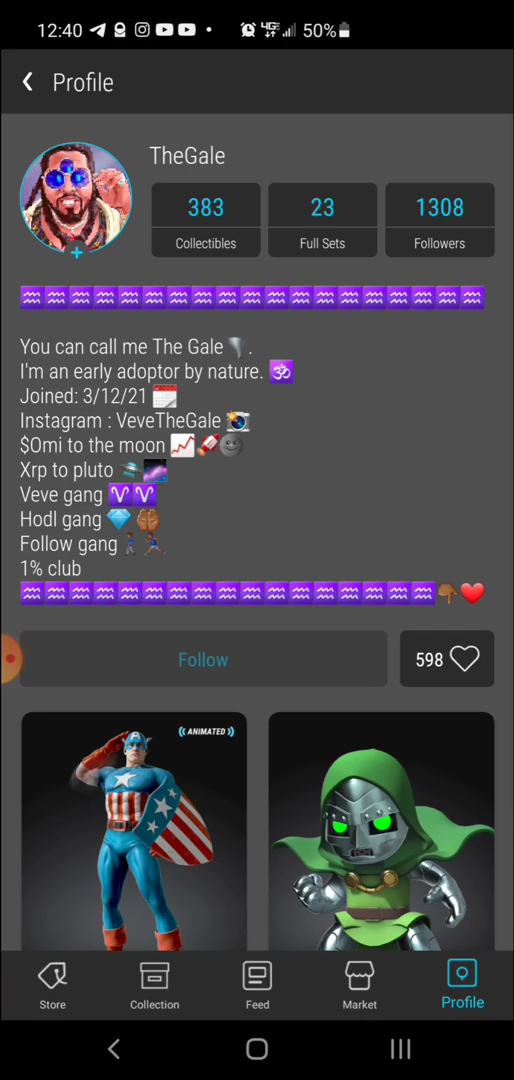 12:40 4GE 50%
Profile
TheGale
383 23 1308
Collectibles Full Sets Followers
♒♒♒♒♒♒♒♒♒♒♒♒♒♒♒♒♒♒♒
You can call me The Gale🌪.
I'm an early adoptor by nature. 🕉
Joined: 3/12/21 🗓
Instagram : VeveTheGale 📸
$Omi to the moon 📈🚀🌚
Xrp to pluto 🛸🌌
Veve gang ♈♈
Hodl gang 💎🧠
Follow gang 🚶🏃
1% club
♒♒♒♒♒♒♒♒♒♒♒♒♒♒♒♒♒👇❤️
Follow 598
ANIMATED
Store Collection Feed Market Profile